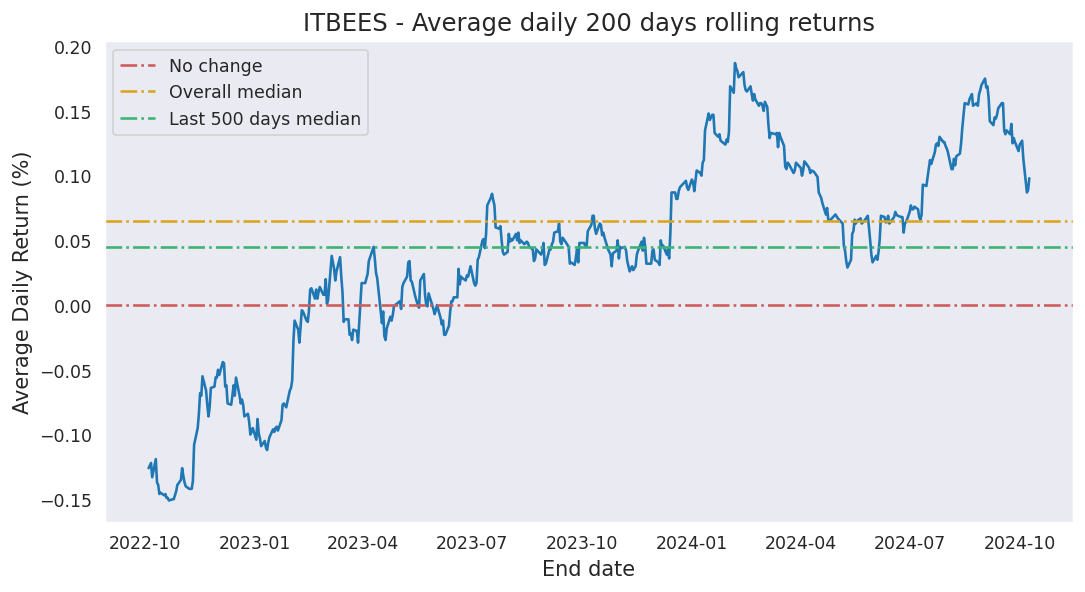 ITBEES - Average daily 200 days rolling returns
No change
Overall median
Last 500 days median
Average Daily Return (%)
0.20
0.15
0.10
0.05
0.00
−0.05
−0.10
−0.15
2022-10 2023-01 2023-04 2023-07 2023-10 2024-01 2024-04 2024-07 2024-10
End date